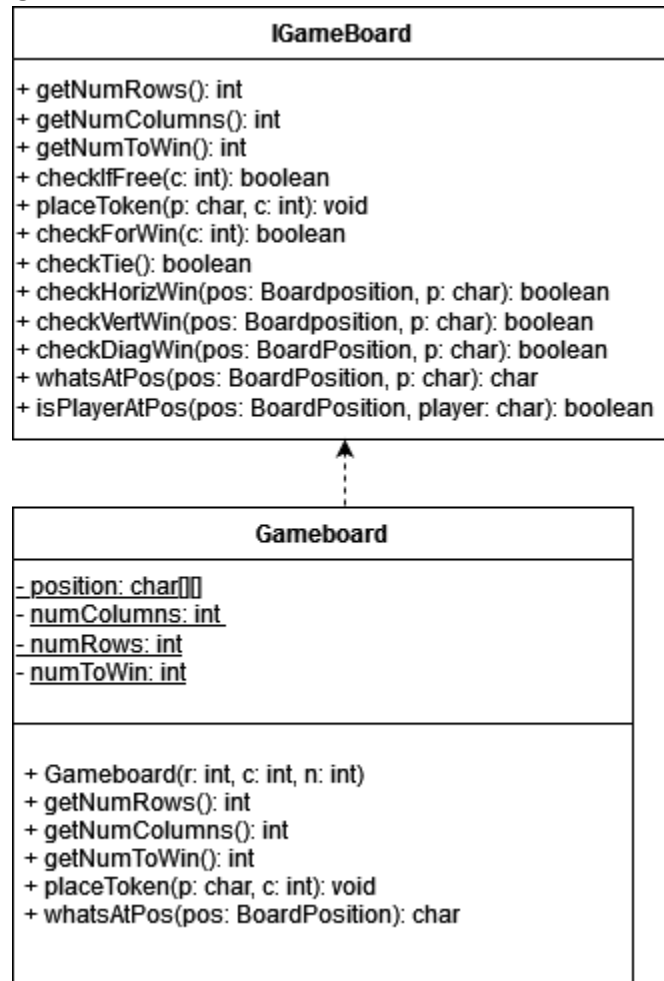 IGameBoard
+ getNumRows(): int
+ getNumColumns(): int
+ getNumToWin(): int
+ checkIfFree(c: int): boolean
+ placeToken(p: char, c: int): void
+ checkForWin(c: int): boolean
+ checkTie(): boolean
+ checkHorizWin(pos: Boardposition, p: char): boolean
+ checkVertWin(pos: Boardposition, p: char): boolean
+ checkDiagWin(pos: BoardPosition, p: char): boolean
+ whatsAtPos(pos: BoardPosition, p: char): char
+ isPlayerAtPos(pos: BoardPosition, player: char): boolean
Gameboard
- position: char[][]
- numColumns: int
- numRows: int
- numToWin: int
+ Gameboard(r: int, c: int, n: int)
+ getNumRows(): int
+ getNumColumns(): int
+ getNumToWin(): int
+ placeToken(p: char, c: int): void
+ whatsAtPos(pos: BoardPosition): char